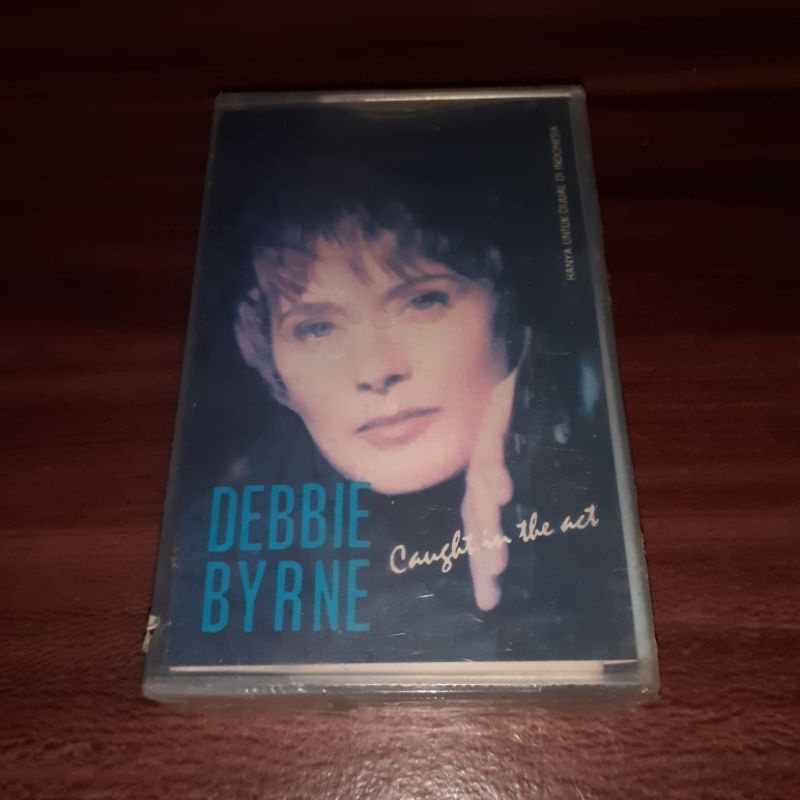 HANYA UNTUK DIJUAL DI INDONESIA
DEBBIE
BYRNE
Caught in the act